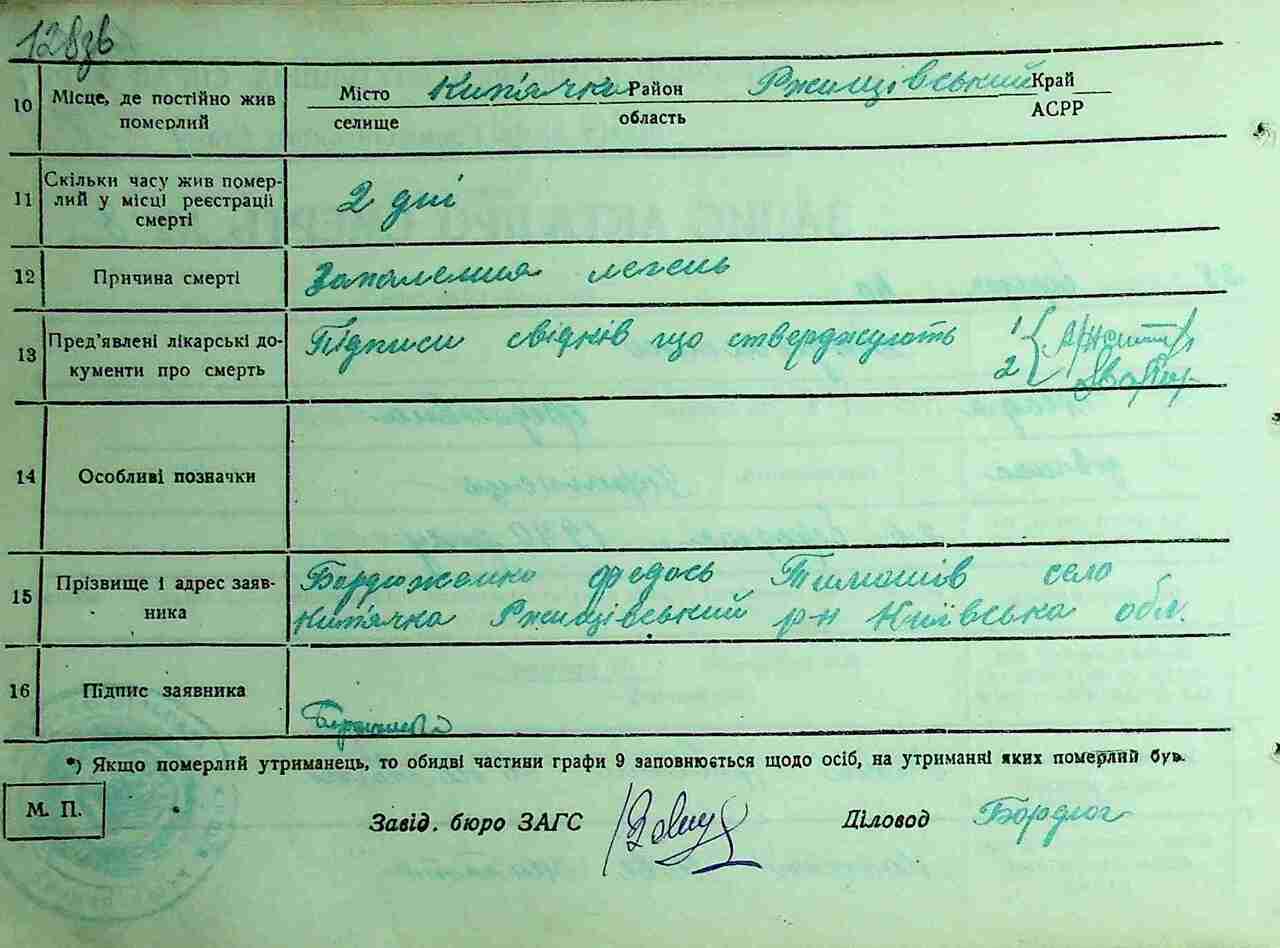 128зв
10 Місце, де постійно жив Місто Кип'ячка Район Ржищівський Край
померлий селище область АСРР
11 Скільки часу жив помер-
лий у місці реєстрації 2 дні
смерті
12 Причина смерті Запалення легень
13 Пред'явлені лікарські до- Підписи свідків що стверджують 1
кументи про смерть 2
14 Особливі позначки
15 Прізвище і адрес заяв- Бордюженко Федось Тимошів село
ника Кип'ячка Ржищівський р-н Київська обл.
16 Підпис заявника
*) Якщо померлий утриманець, то обидві частини графи 9 заповнюється щодо осіб, на утриманні яких померлий був.
М. П.
Завід. бюро ЗАГС Діловод Бордюг